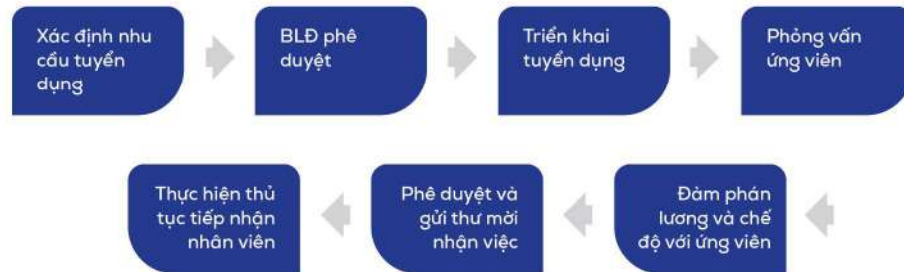 Xác định nhu
cầu tuyển
dụng
BLĐ phê
duyệt
Triển khai
tuyển dụng
Phỏng vấn
ứng viên
Đàm phán
lương và chế
độ với ứng viên
Phê duyệt và
gửi thư mời
nhận việc
Thực hiện thủ
tục tiếp nhận
nhân viên